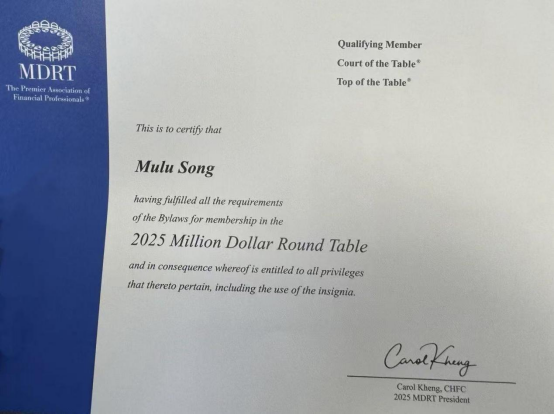 MDRT
The Premier Association of
Financial Professionals®
Qualifying Member
Court of the Table®
Top of the Table®
This is to certify that
Mulu Song
having fulfilled all the requirements
of the Bylaws for membership in the
2025 Million Dollar Round Table
and in consequence whereof is entitled to all privileges
that thereto pertain, including the use of the insignia.
Carol Kheng
Carol Kheng, CHFC
2025 MDRT President